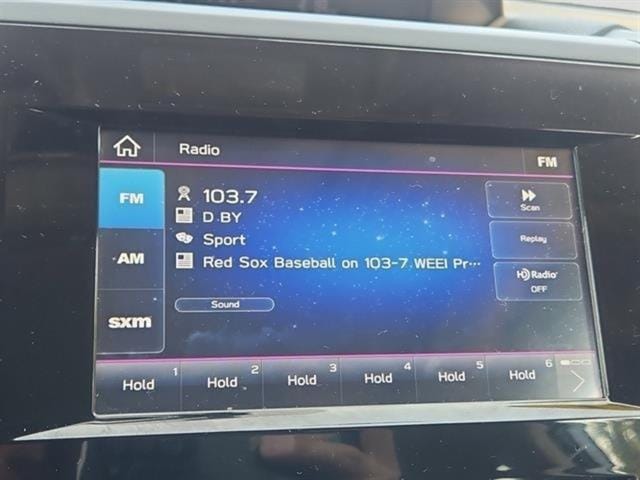 Radio
FM
FM
AM
sxm
103.7
D BY
Sport
Red Sox Baseball on 103-7 WEEI Pr...
Sound
Scan
Replay
HD Radio
OFF
Hold 1
Hold 2
Hold 3
Hold 4
Hold 5
Hold 6